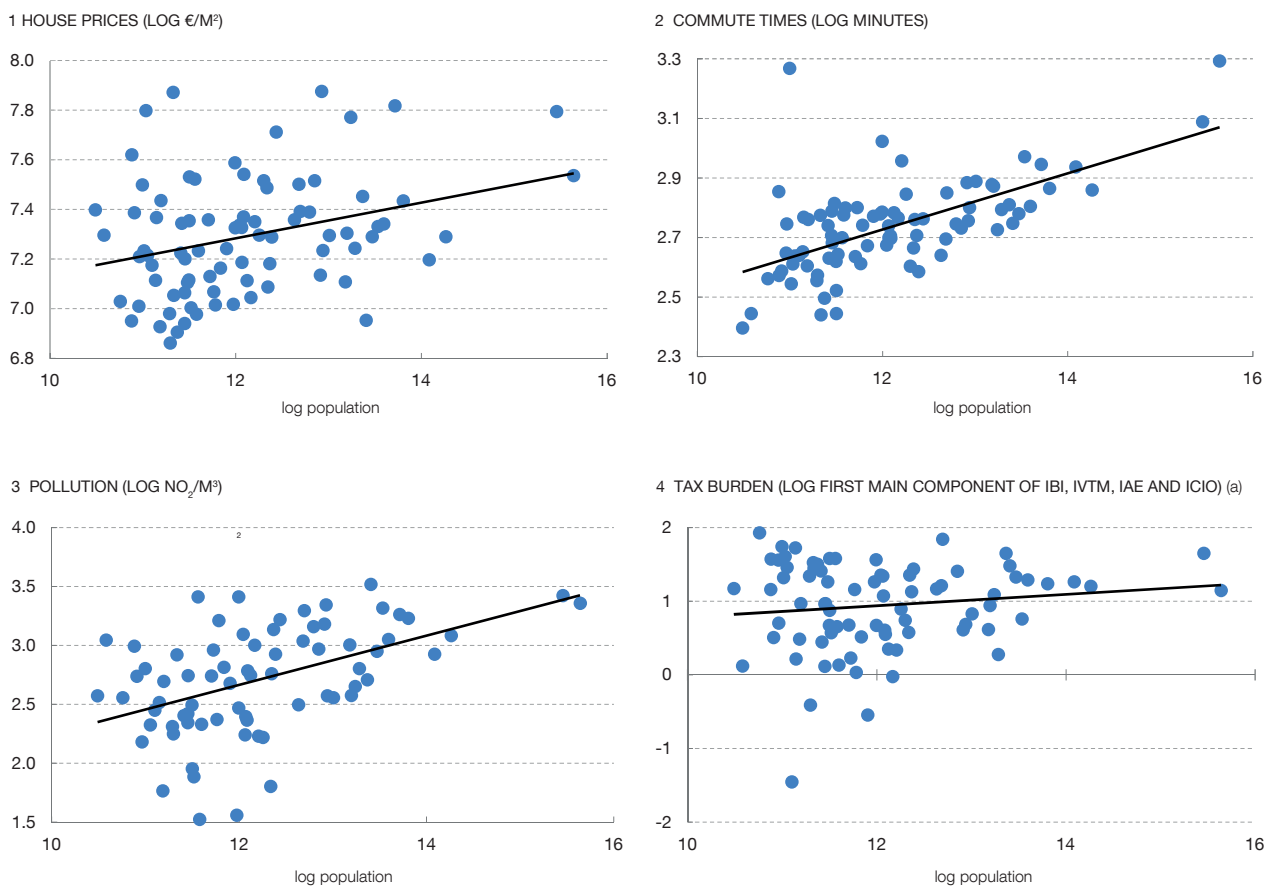 1 HOUSE PRICES (LOG €/M²)
8.0
7.8
7.6
7.4
7.2
7.0
6.8
10 12 14 16
log population
2 COMMUTE TIMES (LOG MINUTES)
3.3
3.1
2.9
2.7
2.5
2.3
10 12 14 16
log population
3 POLLUTION (LOG NO₂/M³)
4.0
3.5
3.0
2.5
2.0
1.5
2
10 12 14 16
log population
4 TAX BURDEN (LOG FIRST MAIN COMPONENT OF IBI, IVTM, IAE AND ICIO) (a)
2
1
0
-1
-2
10 12 14 16
log population